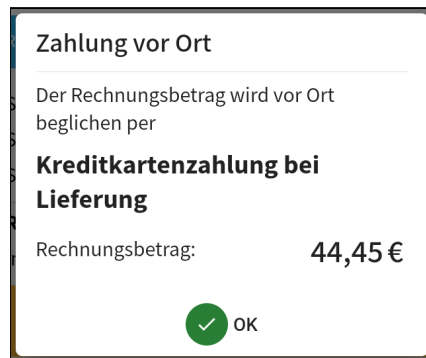 Zahlung vor Ort
Der Rechnungsbetrag wird vor Ort
beglichen per
Kreditkartenzahlung bei
Lieferung
Rechnungsbetrag: 44,45 €
OK